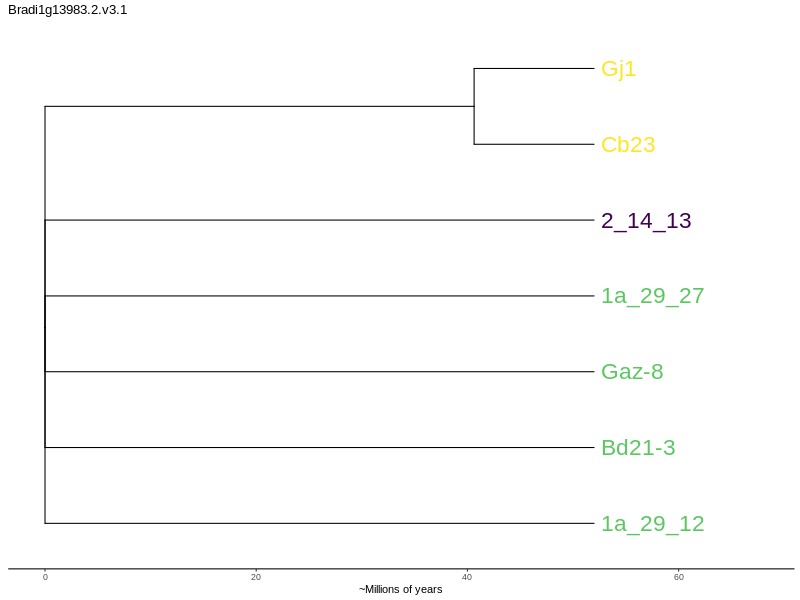 Bradi1g13983.2.v3.1
Gj1
Cb23
2_14_13
1a_29_27
Gaz-8
Bd21-3
1a_29_12
0
20
40
60
~Millions of years